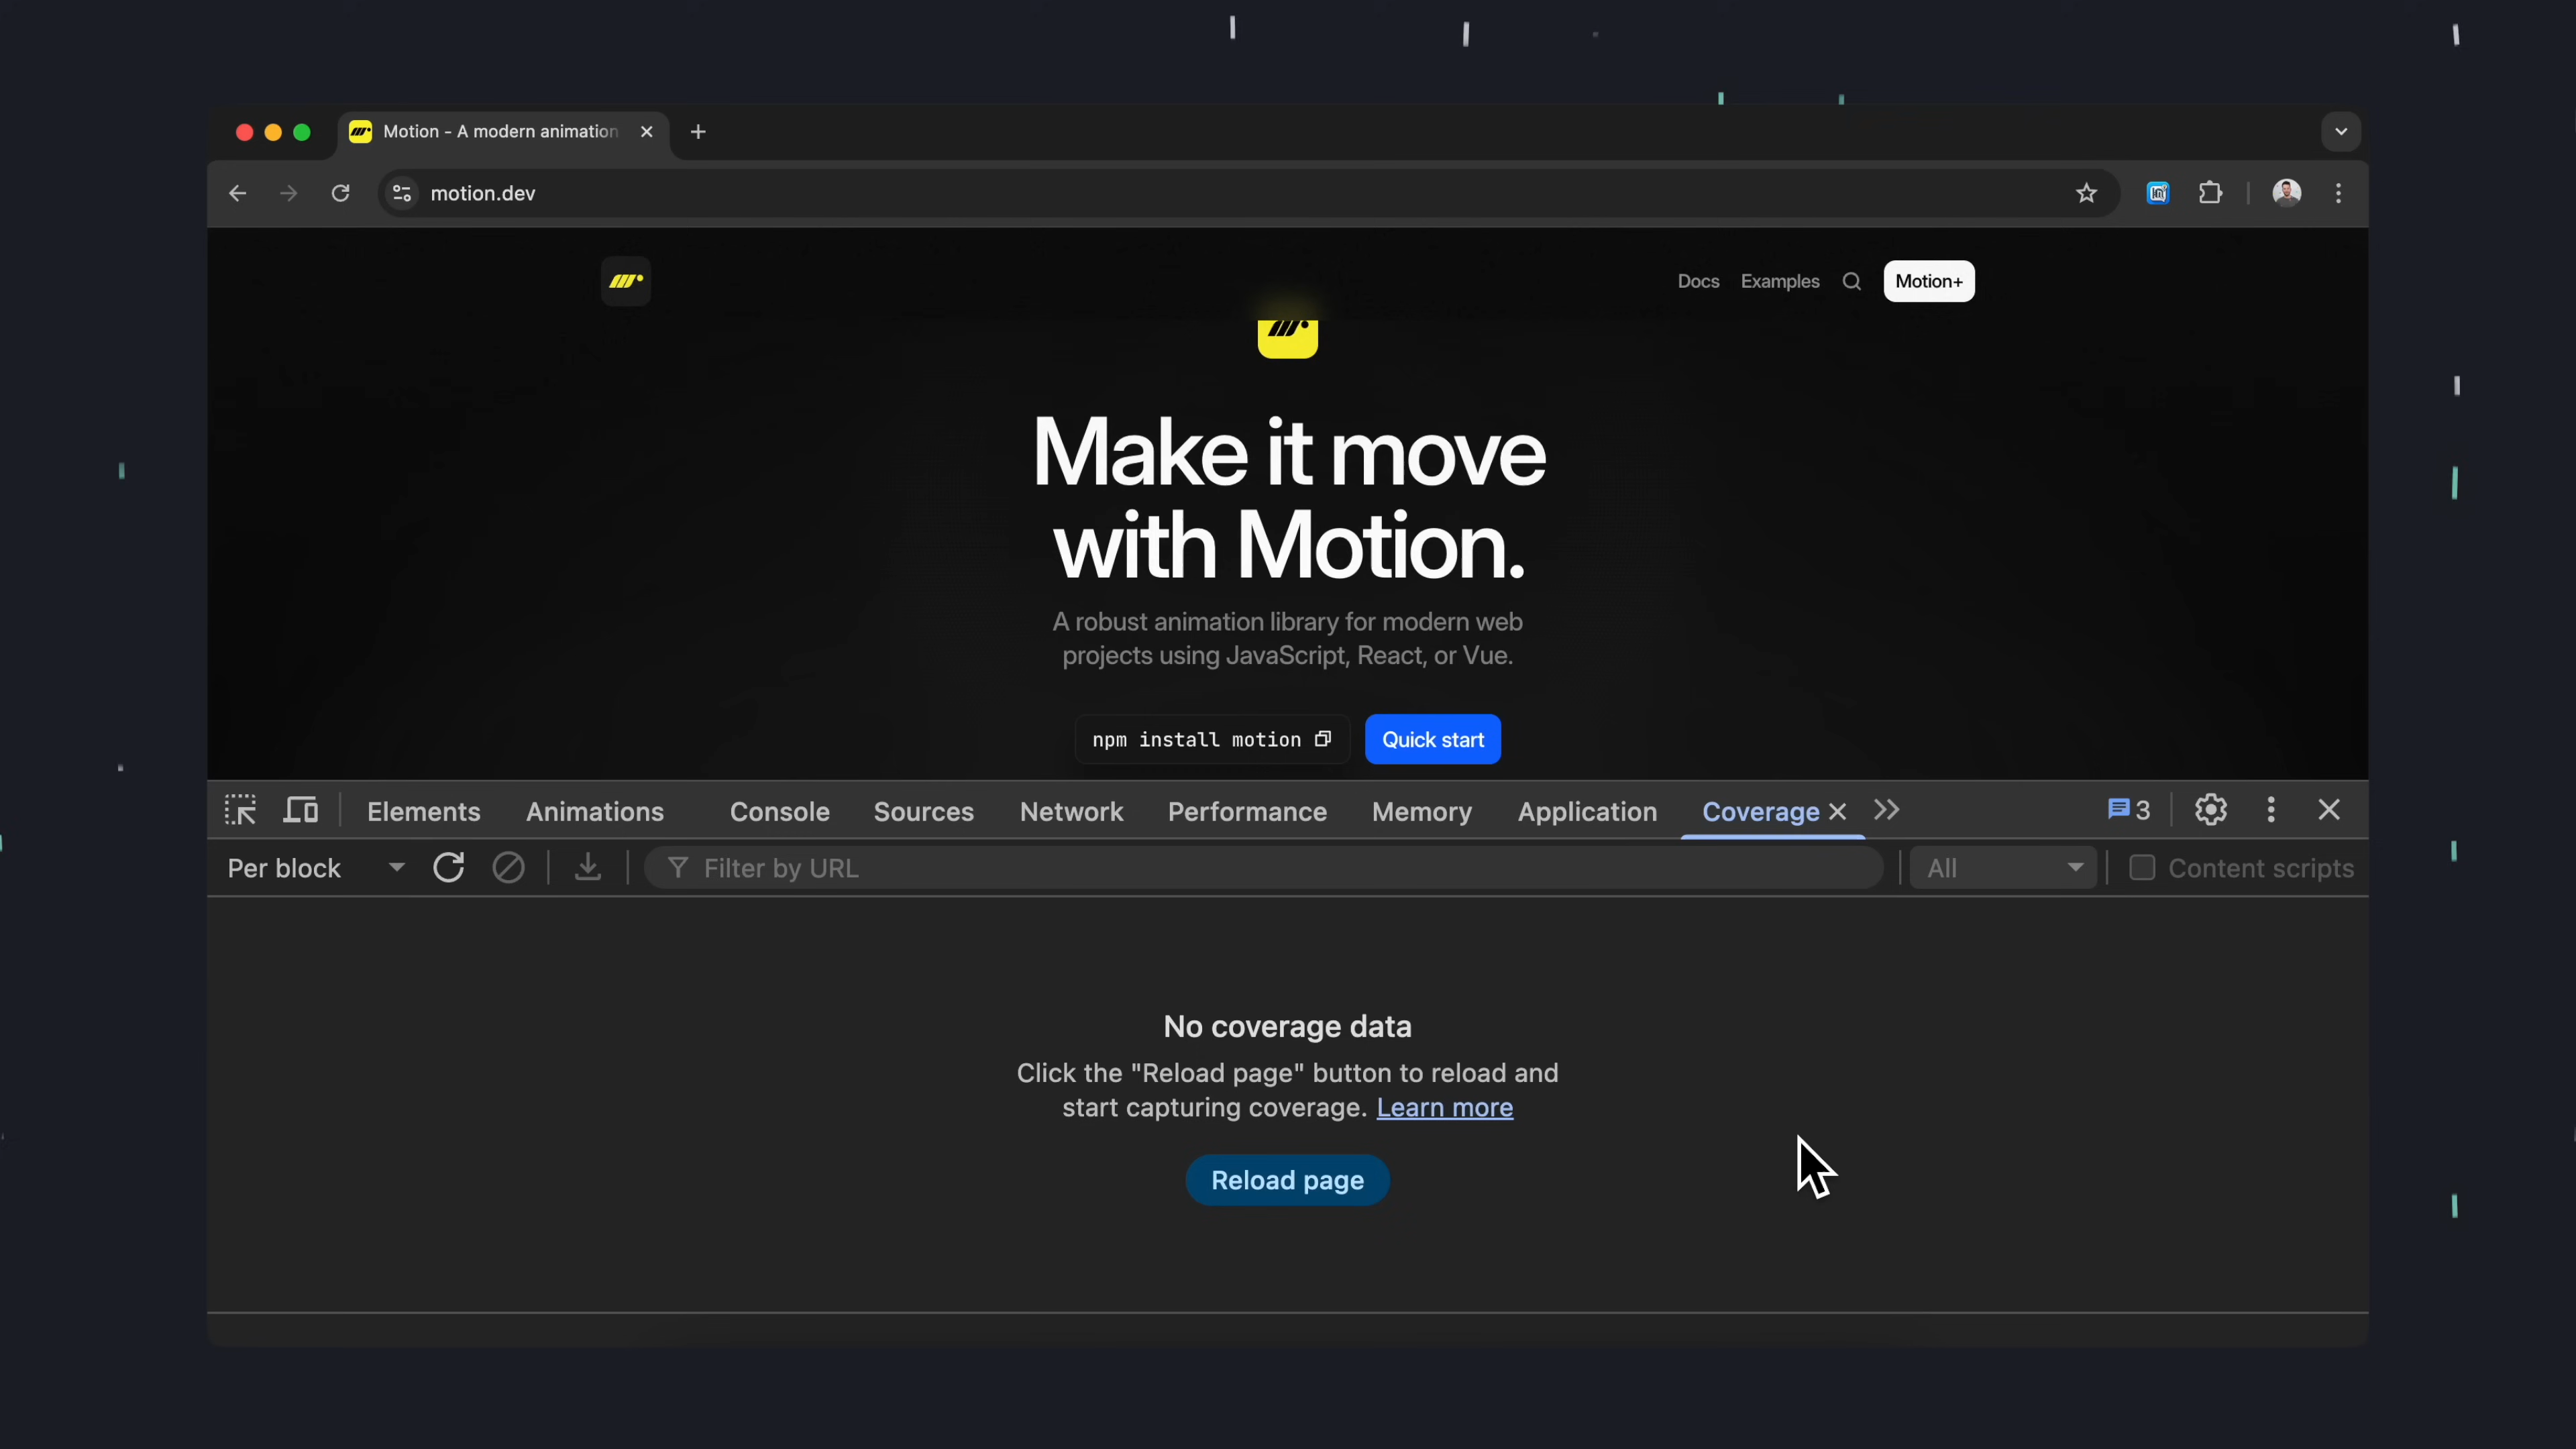 Motion - A modern animation
motion.dev
Docs Examples Motion+
Make it move
with Motion.
A robust animation library for modern web
projects using JavaScript, React, or Vue.
npm install motion Quick start
Elements Animations Console Sources Network Performance Memory Application Coverage 3
Per block Filter by URL All Content scripts
No coverage data
Click the "Reload page" button to reload and
start capturing coverage. Learn more
Reload page